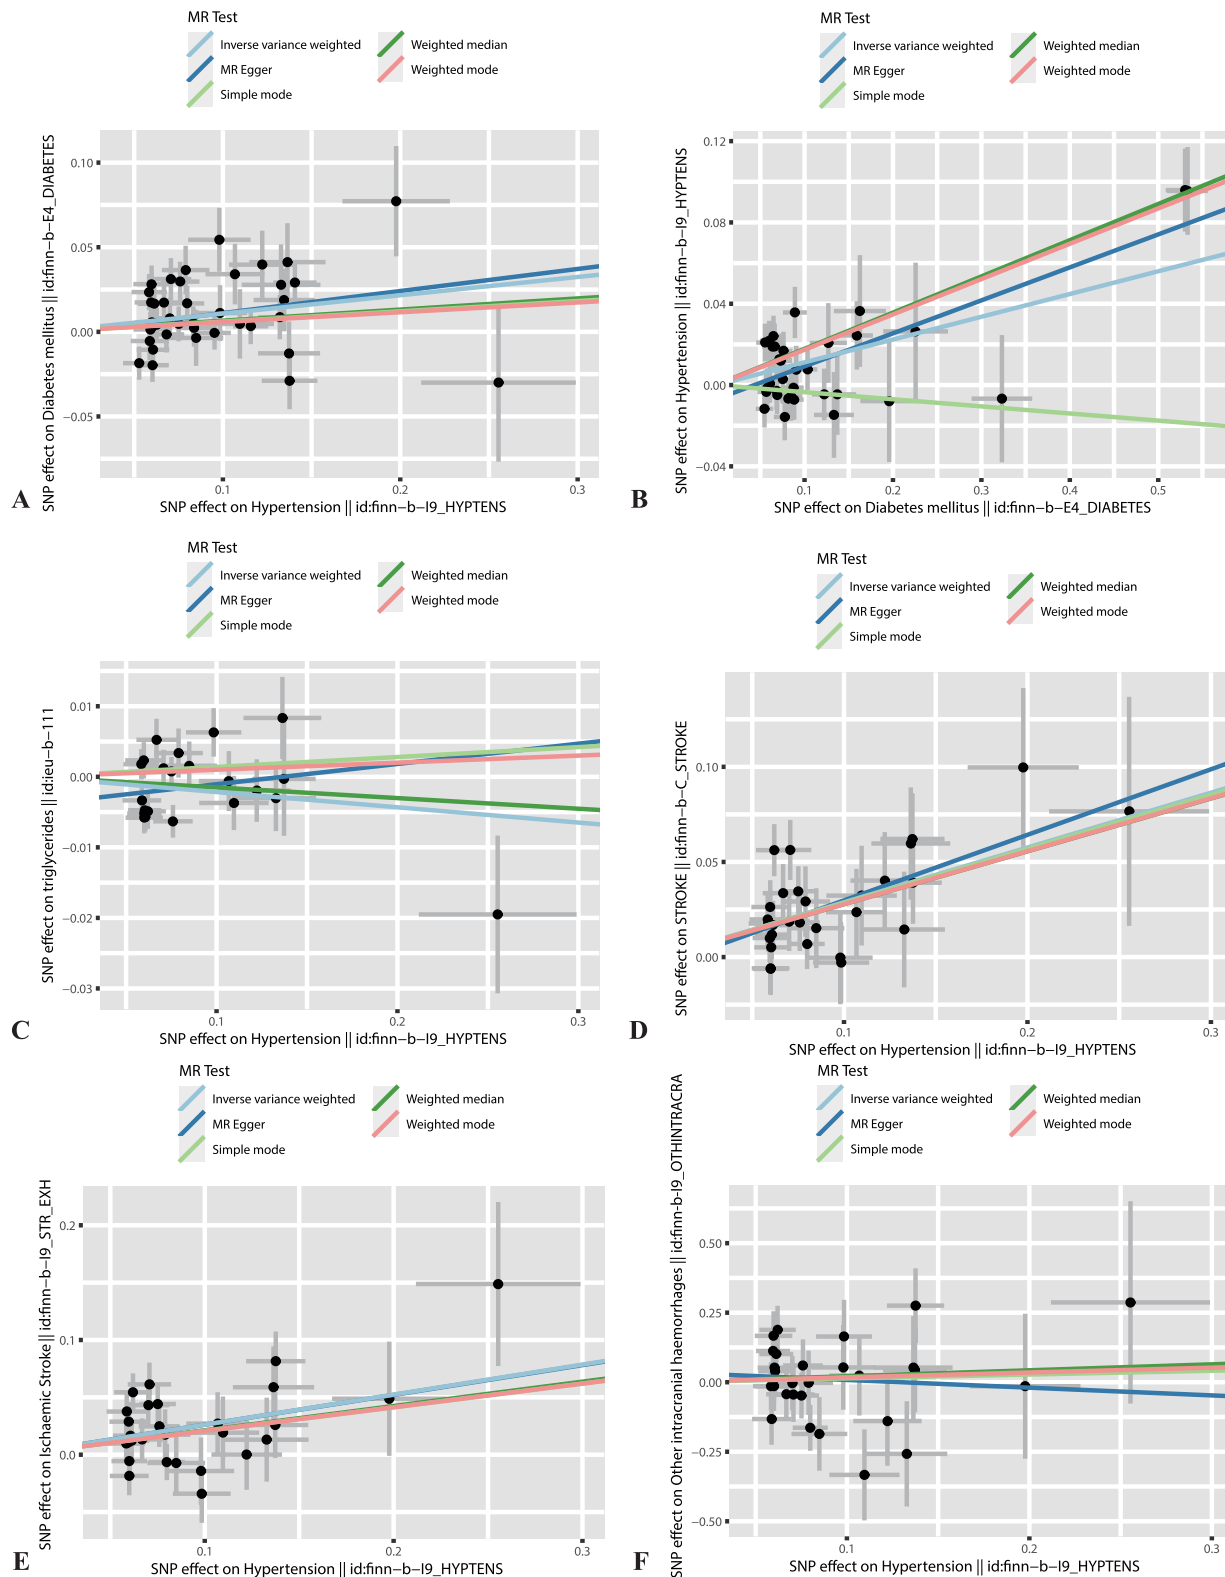 MR Test
Inverse variance weighted
Weighted median
MR Egger
Weighted mode
Simple mode
SNP effect on Diabetes mellitus || id:finn−b−E4_DIABETES
0.10
0.05
0.00
−0.05
0.1
0.2
0.3
SNP effect on Hypertension || id:finn−b−I9_HYPTENS
A
MR Test
Inverse variance weighted
Weighted median
MR Egger
Weighted mode
Simple mode
SNP effect on Hypertension || id:finn−b−I9_HYPTENS
0.12
0.08
0.04
0.00
−0.04
0.1
0.2
0.3
0.4
0.5
SNP effect on Diabetes mellitus || id:finn−b−E4_DIABETES
B
MR Test
Inverse variance weighted
Weighted median
MR Egger
Weighted mode
Simple mode
SNP effect on triglycerides || id:ieu−b−111
0.01
0.00
−0.01
−0.02
−0.03
0.1
0.2
0.3
SNP effect on Hypertension || id:finn−b−I9_HYPTENS
C
MR Test
Inverse variance weighted
Weighted median
MR Egger
Weighted mode
Simple mode
SNP effect on STROKE || id:finn−b−C_STROKE
0.10
0.05
0.00
0.1
0.2
0.3
SNP effect on Hypertension || id:finn−b−I9_HYPTENS
D
MR Test
Inverse variance weighted
Weighted median
MR Egger
Weighted mode
Simple mode
SNP effect on Ischaemic Stroke || id:finn−b−I9_STR_EXH
0.2
0.1
0.0
0.1
0.2
0.3
SNP effect on Hypertension || id:finn−b−I9_HYPTENS
E
MR Test
Inverse variance weighted
Weighted median
MR Egger
Weighted mode
Simple mode
SNP effect on Other intracranial haemorrhages || id:finn-b-I9_OTHINTRACRA
0.50
0.25
0.00
−0.25
−0.50
0.1
0.2
0.3
SNP effect on Hypertension || id:finn−b−I9_HYPTENS
F